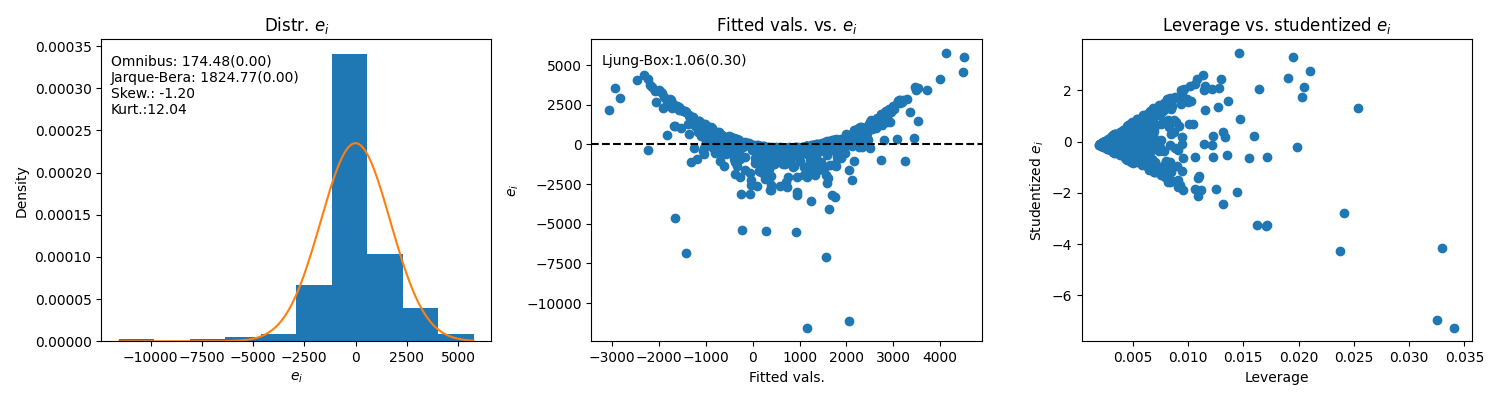 Distr. e_i
Omnibus: 174.48(0.00)
Jarque-Bera: 1824.77(0.00)
Skew.: -1.20
Kurt.:12.04
Density
0.00035
0.00030
0.00025
0.00020
0.00015
0.00010
0.00005
0.00000
−10000 −7500 −5000 −2500 0 2500 5000
e_i
Fitted vals. vs. e_i
Ljung-Box:1.06(0.30)
e_i
5000
2500
0
−2500
−5000
−7500
−10000
−3000 −2000 −1000 0 1000 2000 3000 4000
Fitted vals.
Leverage vs. studentized e_i
Studentized e_i
2
0
−2
−4
−6
0.005 0.010 0.015 0.020 0.025 0.030 0.035
Leverage